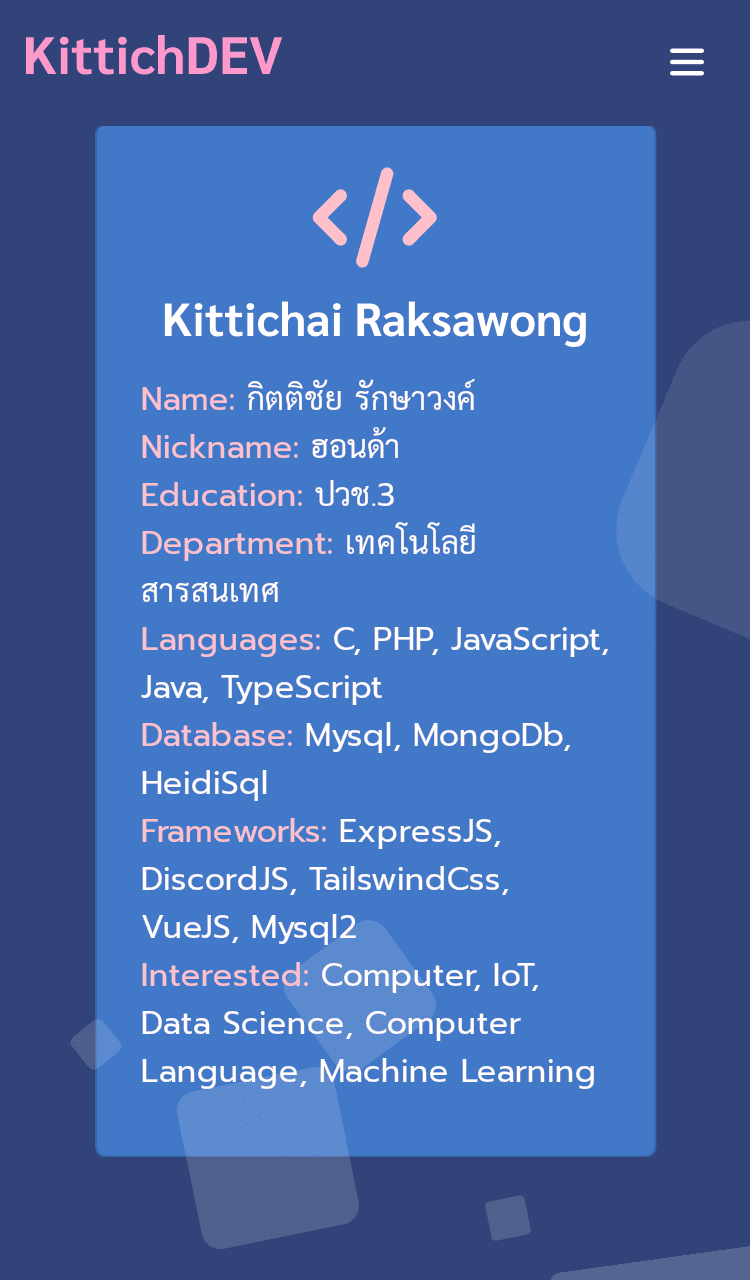 KittichDEV
Kittichai Raksawong
Name: กิตติชัย รักษาวงค์
Nickname: ฮอนด้า
Education: ปวช.3
Department: เทคโนโลยี
สารสนเทศ
Languages: C, PHP, JavaScript,
Java, TypeScript
Database: Mysql, MongoDb,
HeidiSql
Frameworks: ExpressJS,
DiscordJS, TailswindCss,
VueJS, Mysql2
Interested: Computer, IoT,
Data Science, Computer
Language, Machine Learning